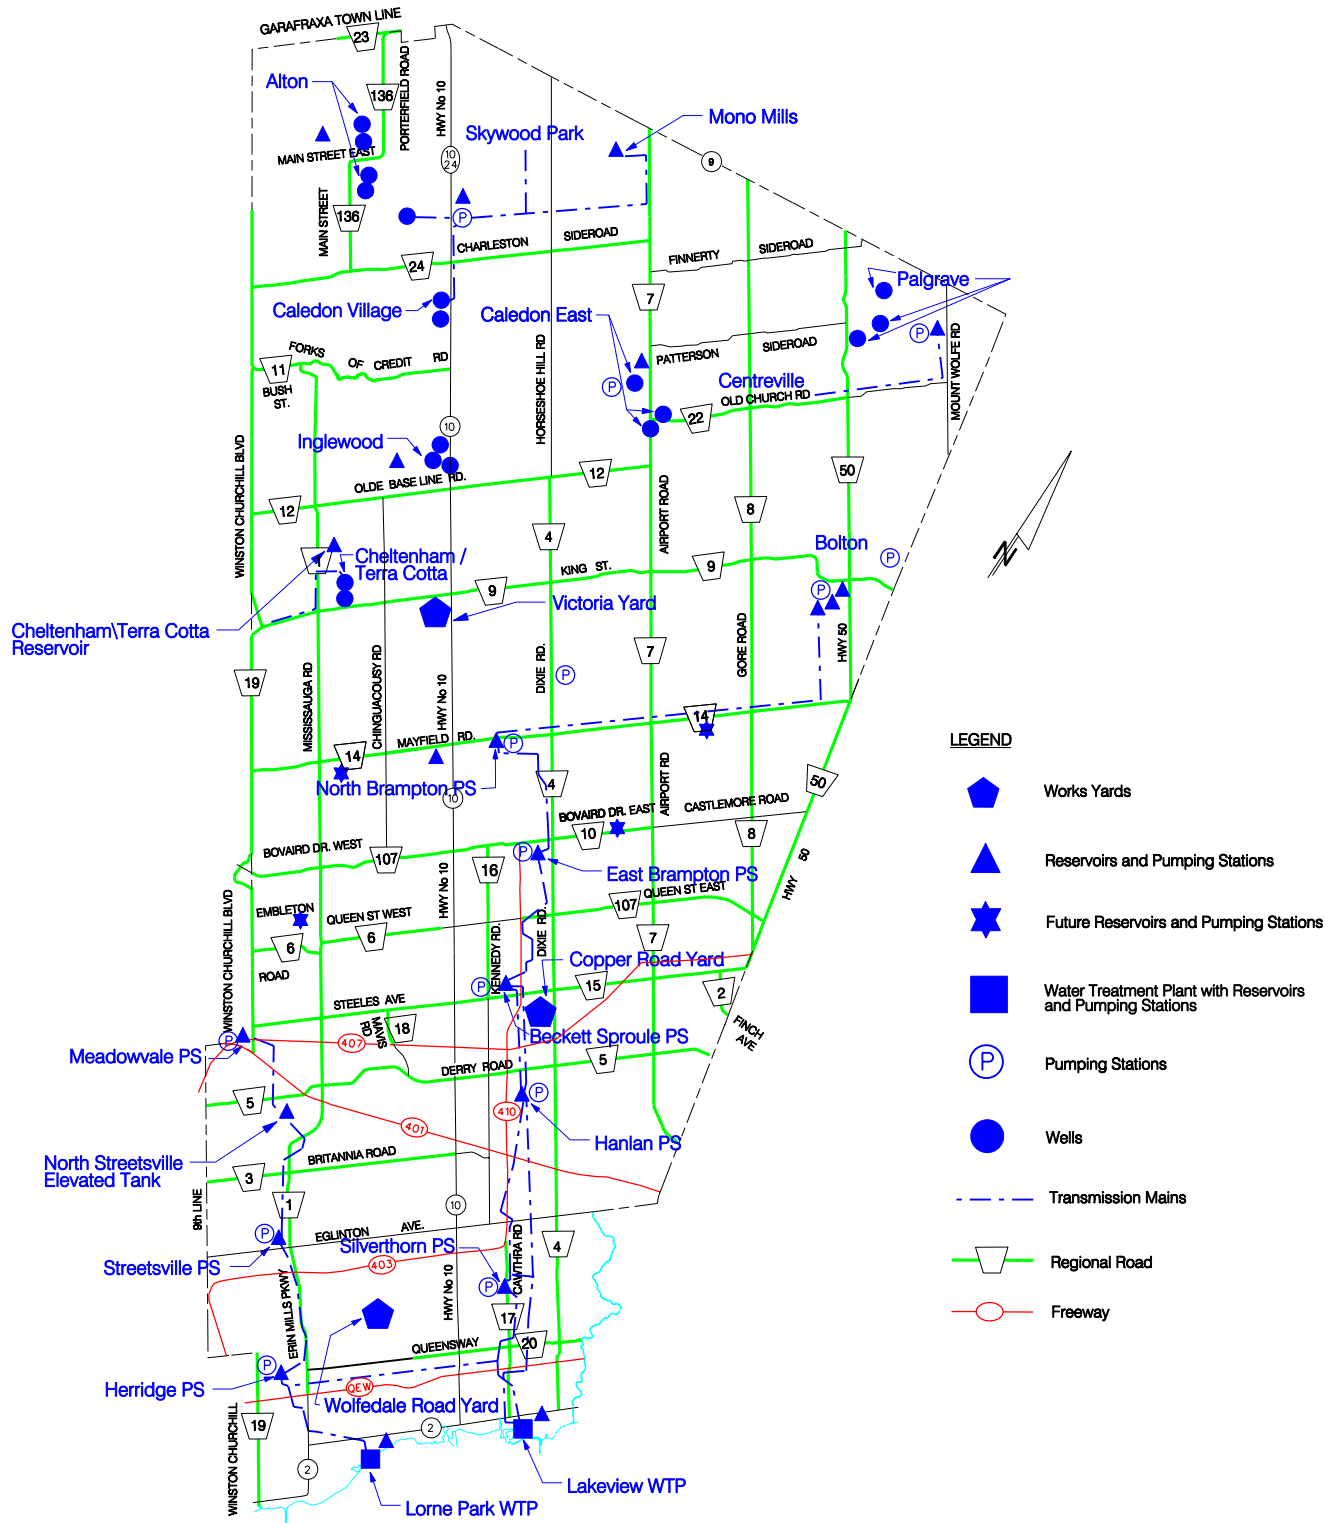 GARAFRAXA TOWN LINE
23
Alton
136
PORTERFIELD ROAD
HWY No 10
Skywood Park
Mono Mills
MAIN STREET EAST
10
24
9
MAIN STREET
136
P
CHARLESTON
SIDEROAD
24
FINNERTY
SIDEROAD
Palgrave
7
Caledon Village
Caledon East
HORSESHOE HILL RD
P
MOUNT WOLFE RD
FORKS
OF
CREDIT
RD
11
BUSH
ST.
PATTERSON
SIDEROAD
P
Centreville
OLD CHURCH RD
22
10
WINSTON CHURCHILL BLVD
Inglewood
12
50
OLDE BASE LINE RD.
AIRPORT ROAD
12
8
4
Bolton
P
1
Cheltenham /
Terra Cotta
KING ST.
9
9
P
Victoria Yard
Cheltenham\Terra Cotta
Reservoir
GORE ROAD
HWY 50
7
19
MISSISSAUGA RD
CHINGUACOUSY RD
HWY No 10
DIXIE RD.
P
14
LEGEND
MAYFIELD RD.
P
14
AIRPORT RD
North Brampton PS
4
50
Works Yards
10
BOVAIRD DR. EAST
CASTLEMORE ROAD
10
8
BOVAIRD DR. WEST
107
P
16
Reservoirs and Pumping Stations
East Brampton PS
HWY 50
HWY No 10
QUEEN ST EAST
107
WINSTON CHURCHILL BLVD
EMBLETON
QUEEN ST WEST
6
6
ROAD
KENNEDY RD.
DIXIE RD.
7
Future Reservoirs and Pumping Stations
Copper Road Yard
P
15
2
Water Treatment Plant with Reservoirs
and Pumping Stations
STEELES AVE
MAVIS
RD
18
FINCH
AVE
Beckett Sproule PS
P
407
Meadowvale PS
DERRY ROAD
5
P
Pumping Stations
5
P
410
401
Hanlan PS
Wells
North Streetsville
Elevated Tank
BRITANNIA ROAD
3
9th LINE
1
10
Transmission Mains
P
EGLINTON AVE.
Silverthorn PS
CAWTHRA RD
4
Streetsville PS
403
Regional Road
P
ERIN MILLS PKWY
HWY No 10
17
Freeway
QUEENSWAY
20
P
Herridge PS
QEW
Wolfedale Road Yard
WINSTON CHURCHILL
19
2
2
Lakeview WTP
Lorne Park WTP
N